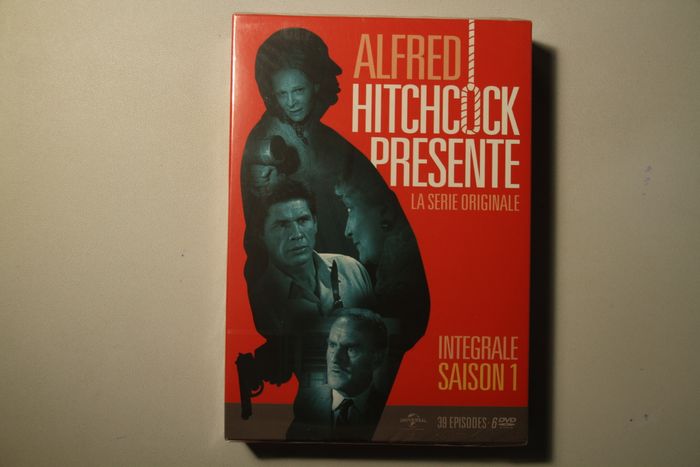 ALFRED
HITCHCOCK
PRESENTE
LA SERIE ORIGINALE
INTEGRALE
SAISON 1
UNIVERSAL
39 EPISODES 6 DVD